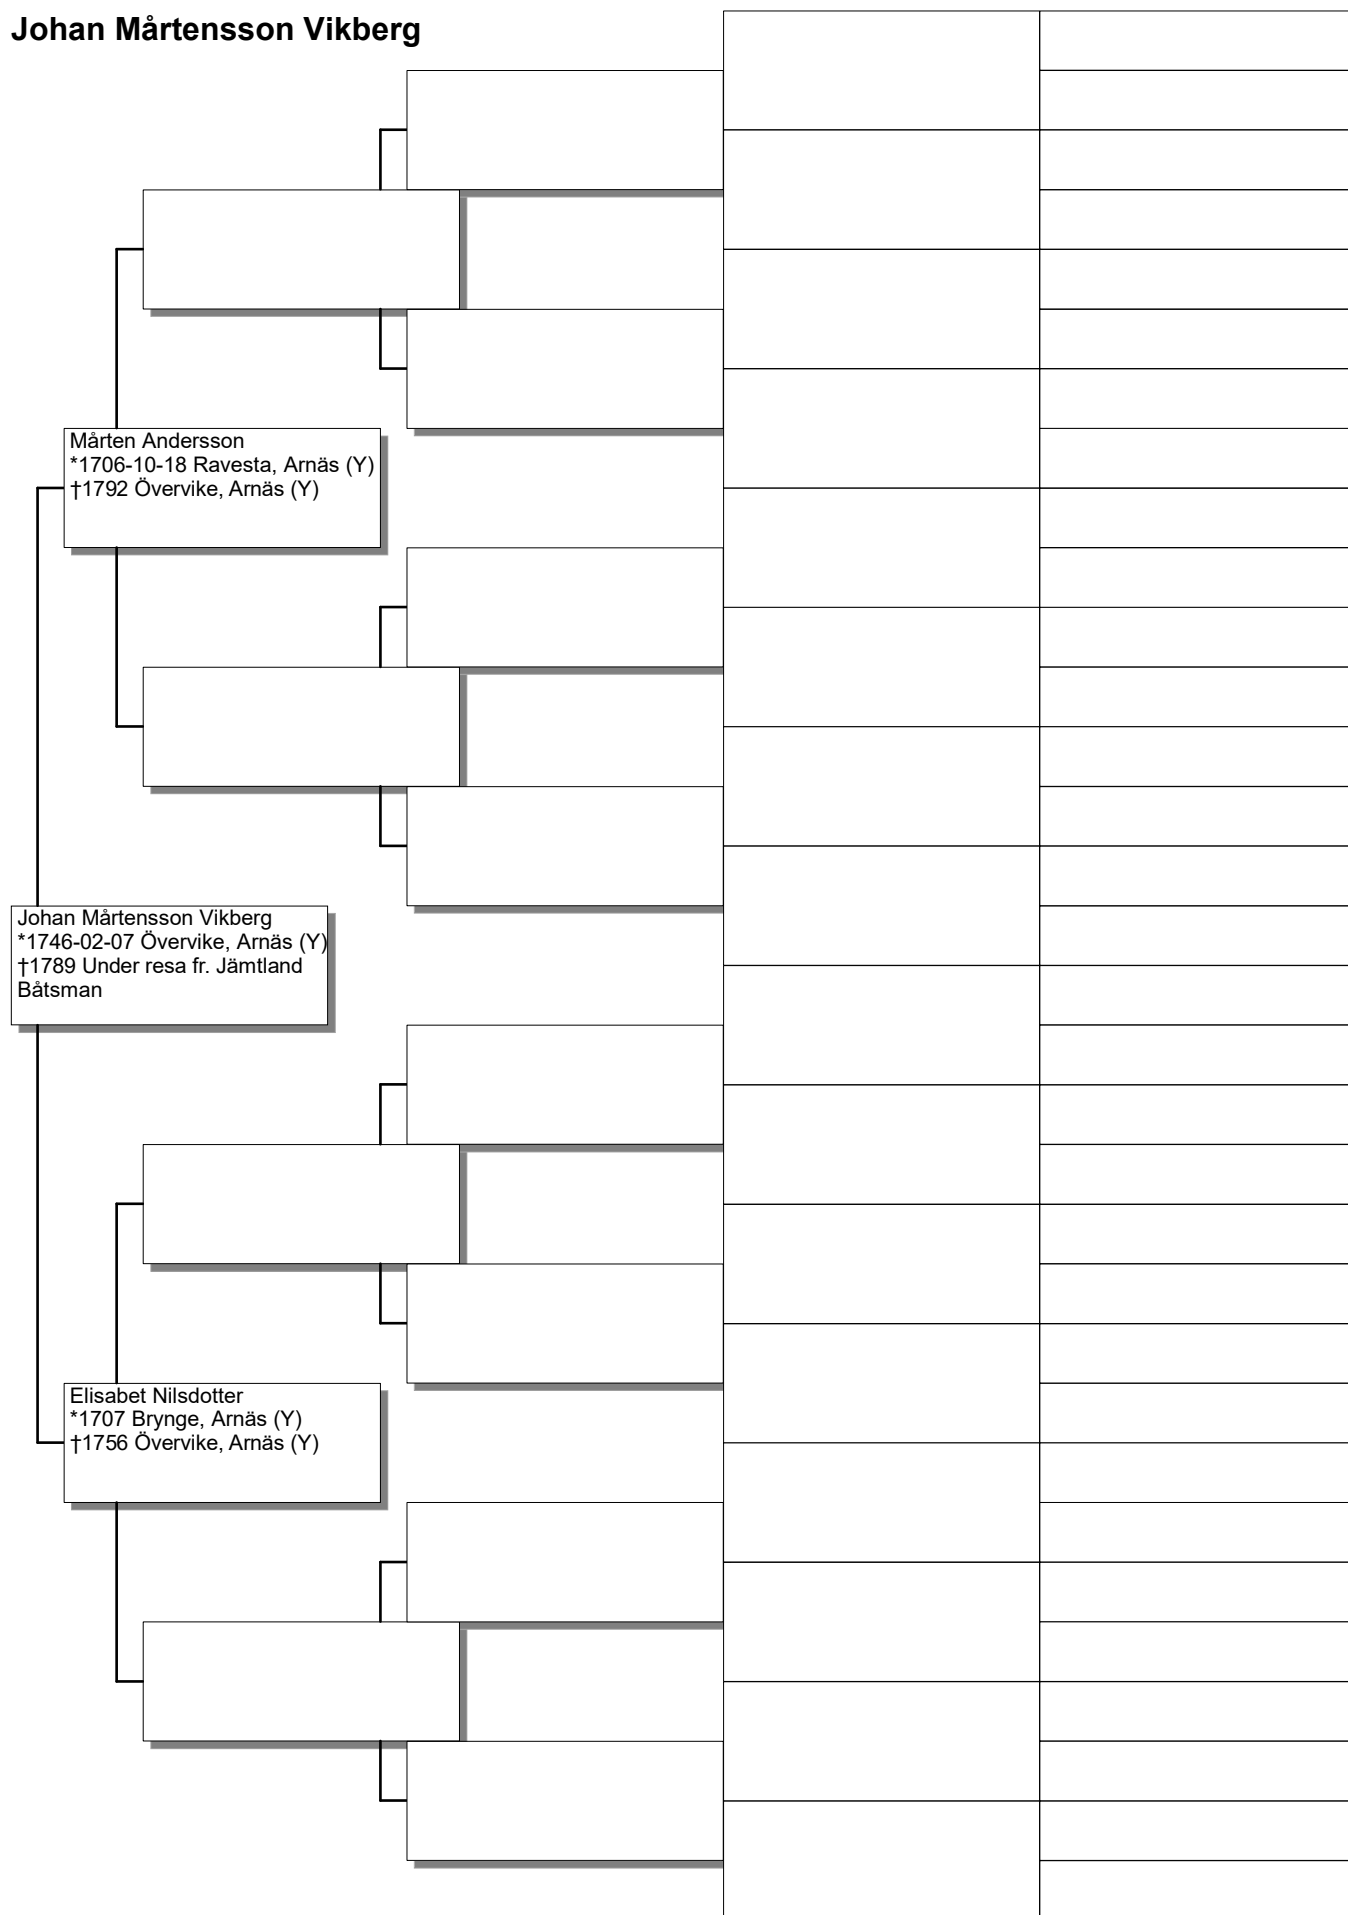 Johan Mårtensson Vikberg
Mårten Andersson
*1706-10-18 Ravesta, Arnäs (Y)
†1792 Övervike, Arnäs (Y)
Johan Mårtensson Vikberg
*1746-02-07 Övervike, Arnäs (Y)
†1789 Under resa fr. Jämtland
Båtsman
Elisabet Nilsdotter
*1707 Brynge, Arnäs (Y)
†1756 Övervike, Arnäs (Y)